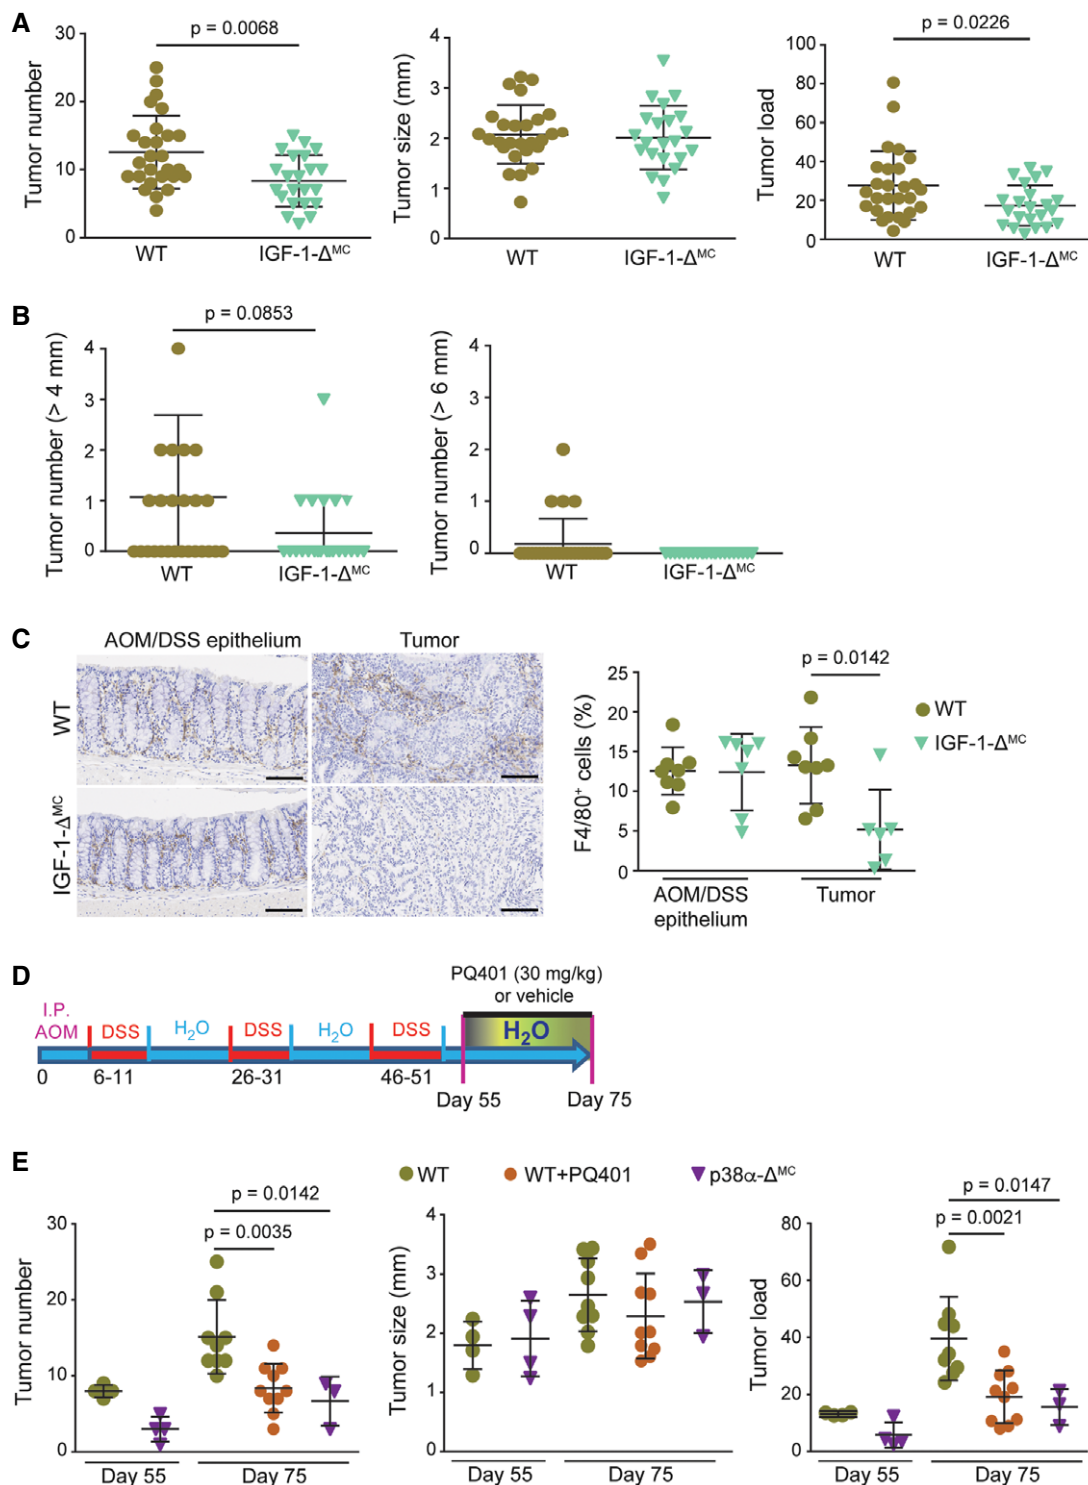 A
p = 0.0068
Tumor number
30
20
10
0
WT
IGF-1-Δᴹᶜ
Tumor size (mm)
4
3
2
1
0
WT
IGF-1-Δᴹᶜ
p = 0.0226
Tumor load
100
80
60
40
20
0
WT
IGF-1-Δᴹᶜ
B
p = 0.0853
Tumor number (> 4 mm)
4
3
2
1
0
WT
IGF-1-Δᴹᶜ
Tumor number (> 6 mm)
4
3
2
1
0
WT
IGF-1-Δᴹᶜ
C
AOM/DSS epithelium
Tumor
WT
IGF-1-Δᴹᶜ
p = 0.0142
F4/80⁺ cells (%)
25
20
15
10
5
0
AOM/DSS
epithelium
Tumor
WT
IGF-1-Δᴹᶜ
D
PQ401 (30 mg/kg)
or vehicle
I.P.
AOM
DSS
H₂O
DSS
H₂O
DSS
H₂O
0
6-11
26-31
46-51
Day 55
Day 75
E
WT
WT+PQ401
p38α-Δᴹᶜ
p = 0.0142
p = 0.0035
Tumor number
30
20
10
0
Day 55
Day 75
Tumor size (mm)
4
3
2
1
0
Day 55
Day 75
p = 0.0147
p = 0.0021
Tumor load
80
60
40
20
0
Day 55
Day 75